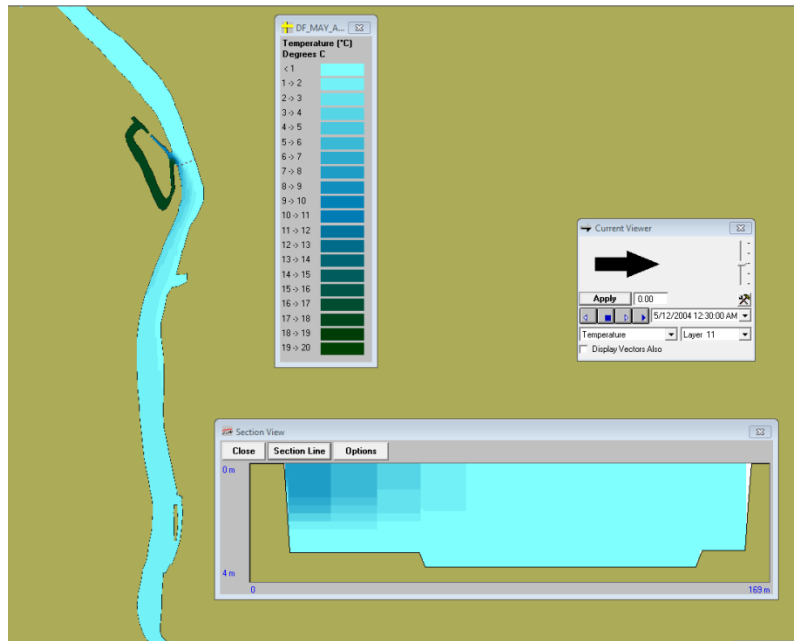 DF_MAY_A...
Temperature (°C)
Degrees C
< 1
1 -> 2
2 -> 3
3 -> 4
4 -> 5
5 -> 6
6 -> 7
7 -> 8
8 -> 9
9 -> 10
10 -> 11
11 -> 12
12 -> 13
13 -> 14
14 -> 15
15 -> 16
16 -> 17
17 -> 18
18 -> 19
19 -> 20
Current Viewer
Apply 0.00
5/12/2004 12:30:00 AM
Temperature Layer 11
Display Vectors Also
Section View
Close Section Line Options
0 m
4 m
0 169 m